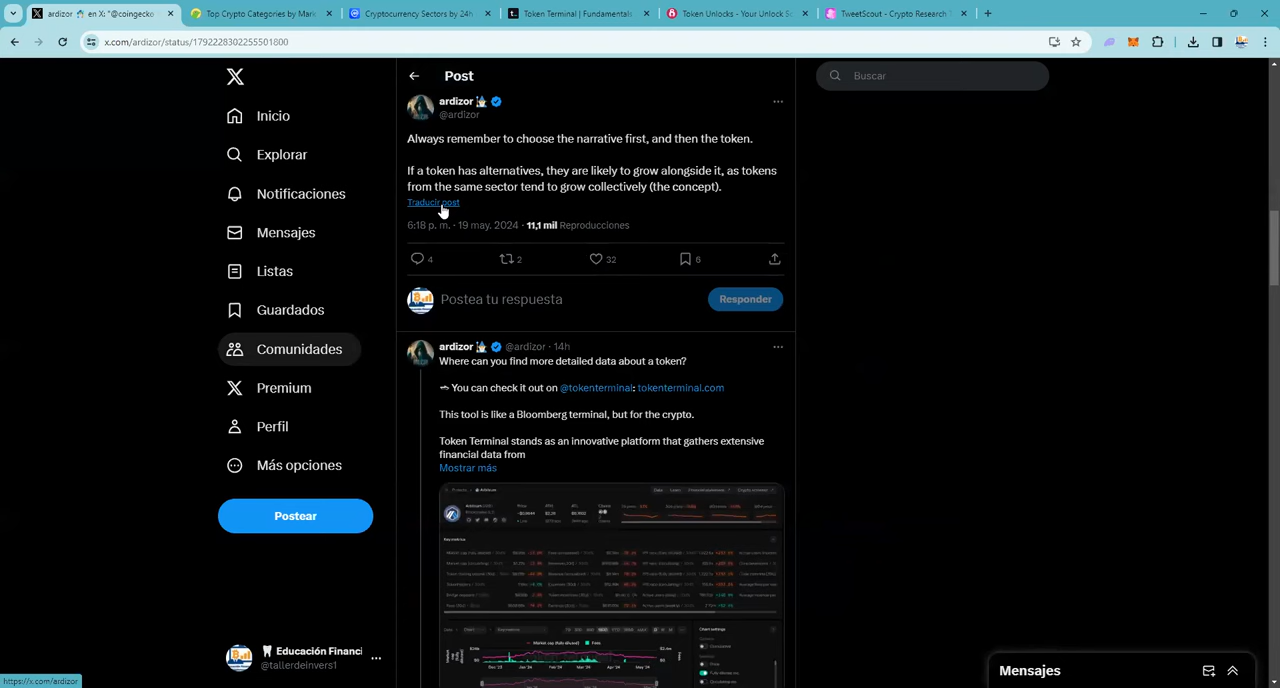 ardizor en X: "@coingecko
Top Crypto Categories by Mark
Cryptocurrency Sectors by 24h
Token Terminal | Fundamentals
Token Unlocks - Your Unlock S
TweetScout - Crypto Research T
x.com/ardizor/status/1792228302255501800
Post
Buscar
ardizor
@ardizor
Inicio
Explorar
Notificaciones
Mensajes
Listas
Guardados
Comunidades
Premium
Perfil
Más opciones
Postear
Always remember to choose the narrative first, and then the token.
If a token has alternatives, they are likely to grow alongside it, as tokens
from the same sector tend to grow collectively (the concept).
Traducir post
6:18 p. m. · 19 may. 2024 · 11,1 mil Reproducciones
4 2 32 6
Postea tu respuesta
Responder
ardizor @ardizor · 14h
Where can you find more detailed data about a token?
You can check it out on @tokenterminal: tokenterminal.com
This tool is like a Bloomberg terminal, but for the crypto.
Token Terminal stands as an innovative platform that gathers extensive
financial data from
Mostrar más
Key metrics
Chart settings
Educación Financi
@tallerdeinvers1
Mensajes
https://x.com/ardizor